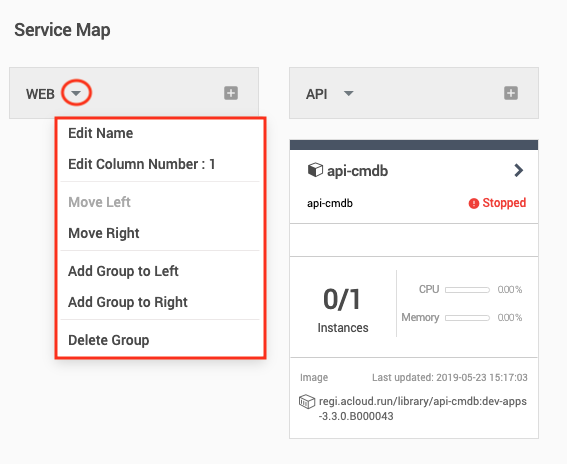 Service Map
WEB
API
Edit Name
Edit Column Number : 1
Move Left
Move Right
Add Group to Left
Add Group to Right
Delete Group
api-cmdb
api-cmdb
Stopped
0/1
Instances
CPU
0.00%
Memory
0.00%
Image
Last updated: 2019-05-23 15:17:03
regi.acloud.run/library/api-cmdb:dev-apps
-3.3.0.B000043